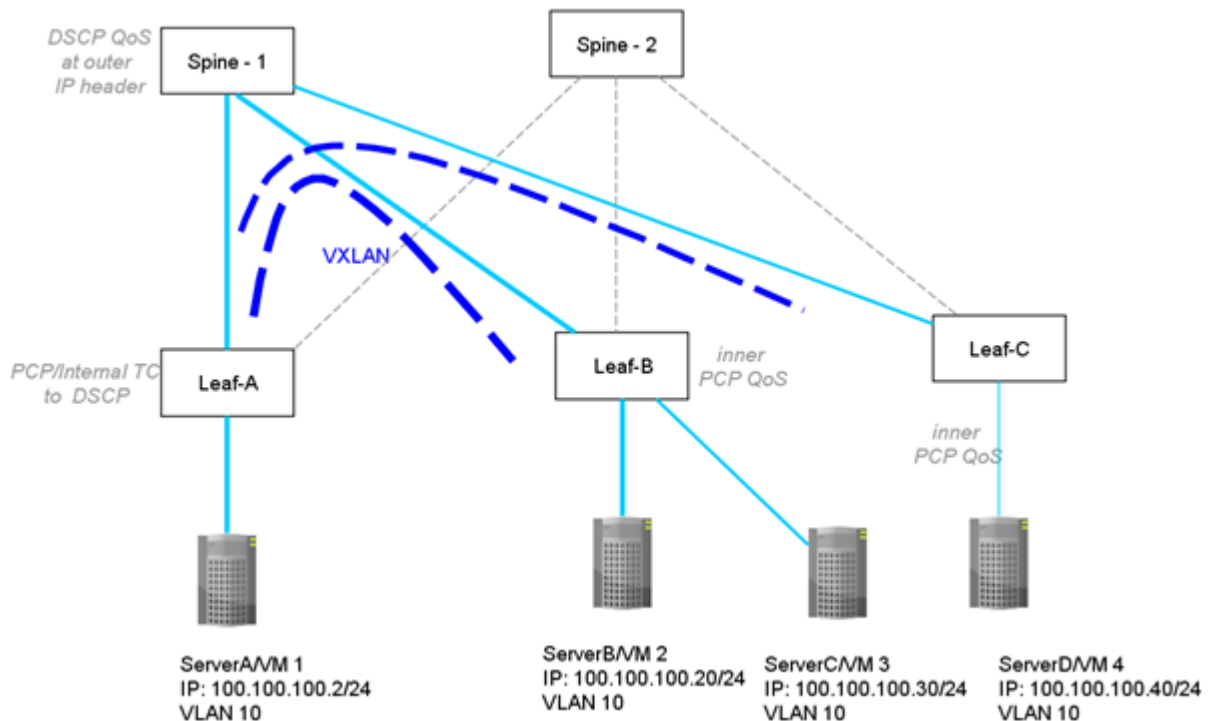 DSCP QoS
at outer
IP header
Spine - 1
Spine - 2
VXLAN
PCP/Internal TC
to DSCP
Leaf-A
Leaf-B
inner
PCP QoS
Leaf-C
inner
PCP QoS
ServerA/VM 1
IP: 100.100.100.2/24
VLAN 10
ServerB/VM 2
IP: 100.100.100.20/24
VLAN 10
ServerC/VM 3
IP: 100.100.100.30/24
VLAN 10
ServerD/VM 4
IP: 100.100.100.40/24
VLAN 10